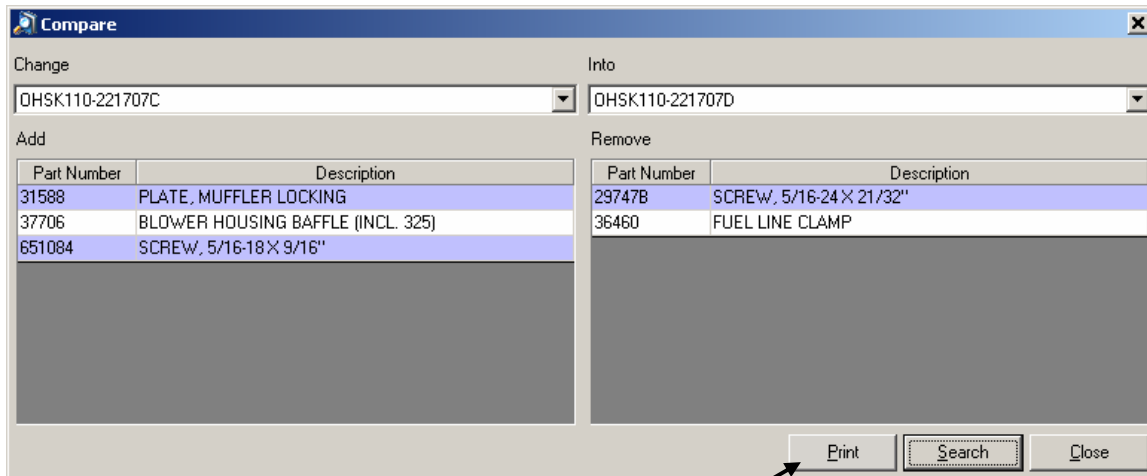 Compare
Change Into
OHSK110-221707C OHSK110-221707D
Add Remove
Part Number Description Part Number Description
31588 PLATE, MUFFLER LOCKING 29747B SCREW, 5/16-24 X 21/32"
37706 BLOWER HOUSING BAFFLE (INCL. 325) 36460 FUEL LINE CLAMP
651084 SCREW, 5/16-18 X 9/16"
Print Search Close